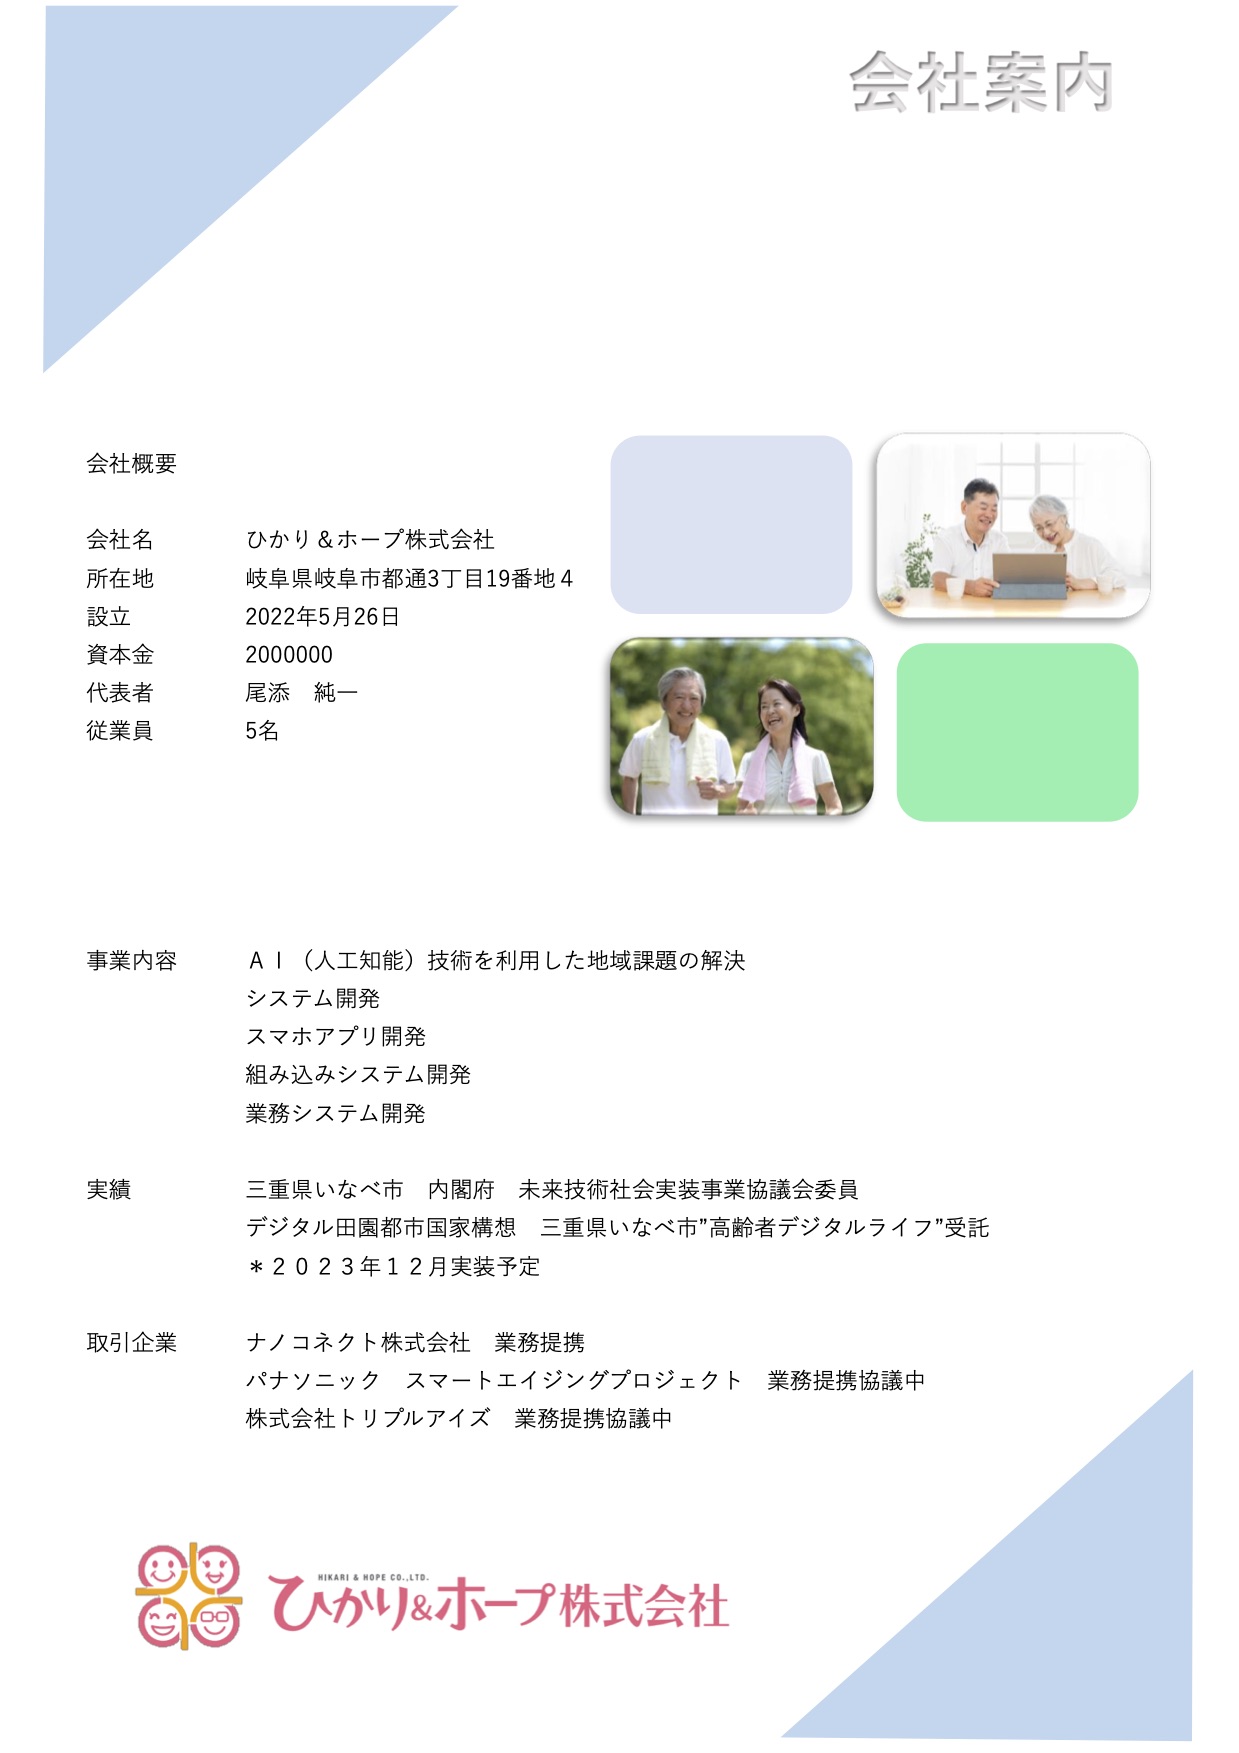 会社案内
会社概要
会社名 ひかり＆ホープ株式会社
所在地 岐阜県岐阜市都通3丁目19番地４
設立 2022年5月26日
資本金 2000000
代表者 尾添　純一
従業員 5名
事業内容 ＡＩ（人工知能）技術を利用した地域課題の解決
システム開発
スマホアプリ開発
組み込みシステム開発
業務システム開発
実績 三重県いなべ市　内閣府　未来技術社会実装事業協議会委員
デジタル田園都市国家構想　三重県いなべ市”高齢者デジタルライフ”受託
＊２０２３年１２月実装予定
取引企業 ナノコネクト株式会社　業務提携
パナソニック　スマートエイジングプロジェクト　業務提携協議中
株式会社トリプルアイズ　業務提携協議中
HIKARI & HOPE CO.,LTD.
ひかり&ホープ株式会社